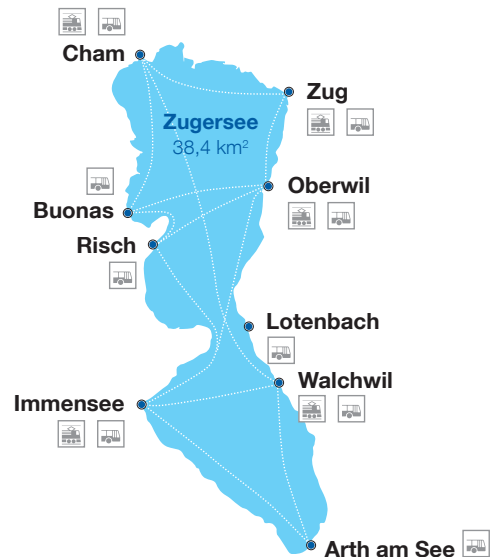 Cham
Zug
Zugersee
38,4 km²
Oberwil
Buonas
Risch
Lotenbach
Walchwil
Immensee
Arth am See